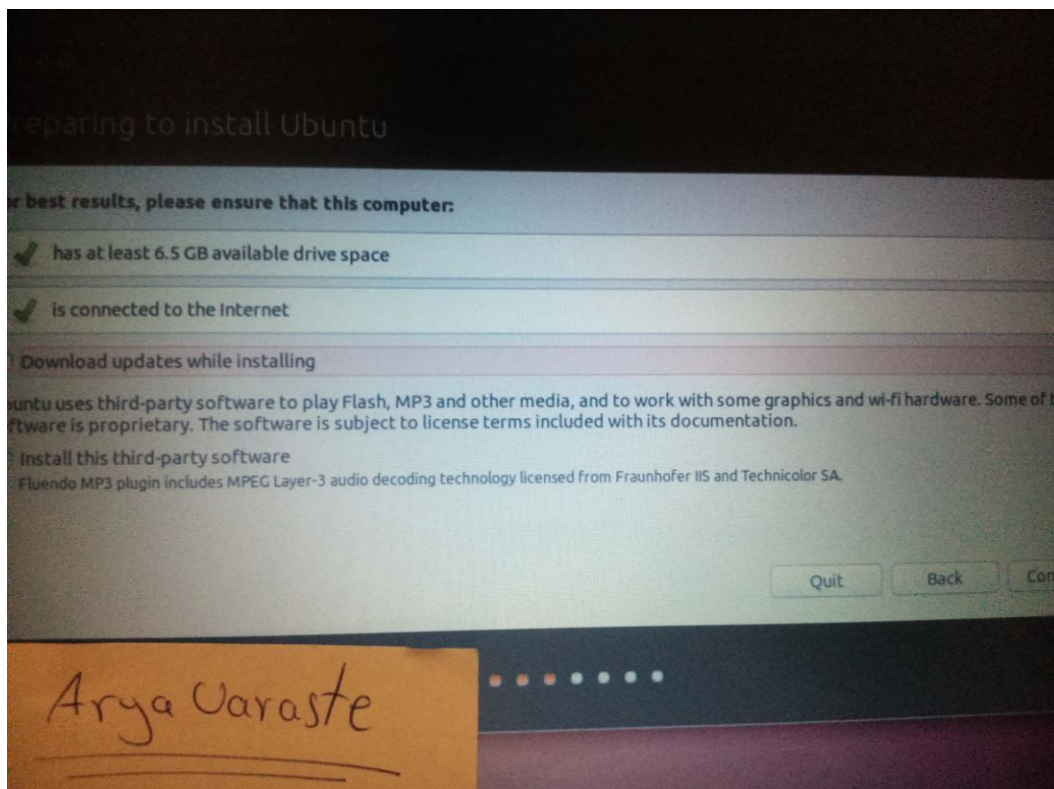 reparing to install Ubuntu
r best results, please ensure that this computer:
has at least 6.5 GB available drive space
is connected to the Internet
Download updates while installing
untu uses third-party software to play Flash, MP3 and other media, and to work with some graphics and wi-fi hardware. Some of t
ftware is proprietary. The software is subject to license terms included with its documentation.
Install this third-party software
Fluendo MP3 plugin includes MPEG Layer-3 audio decoding technology licensed from Fraunhofer IIS and Technicolor SA.
Quit Back Con
Arya Varaste